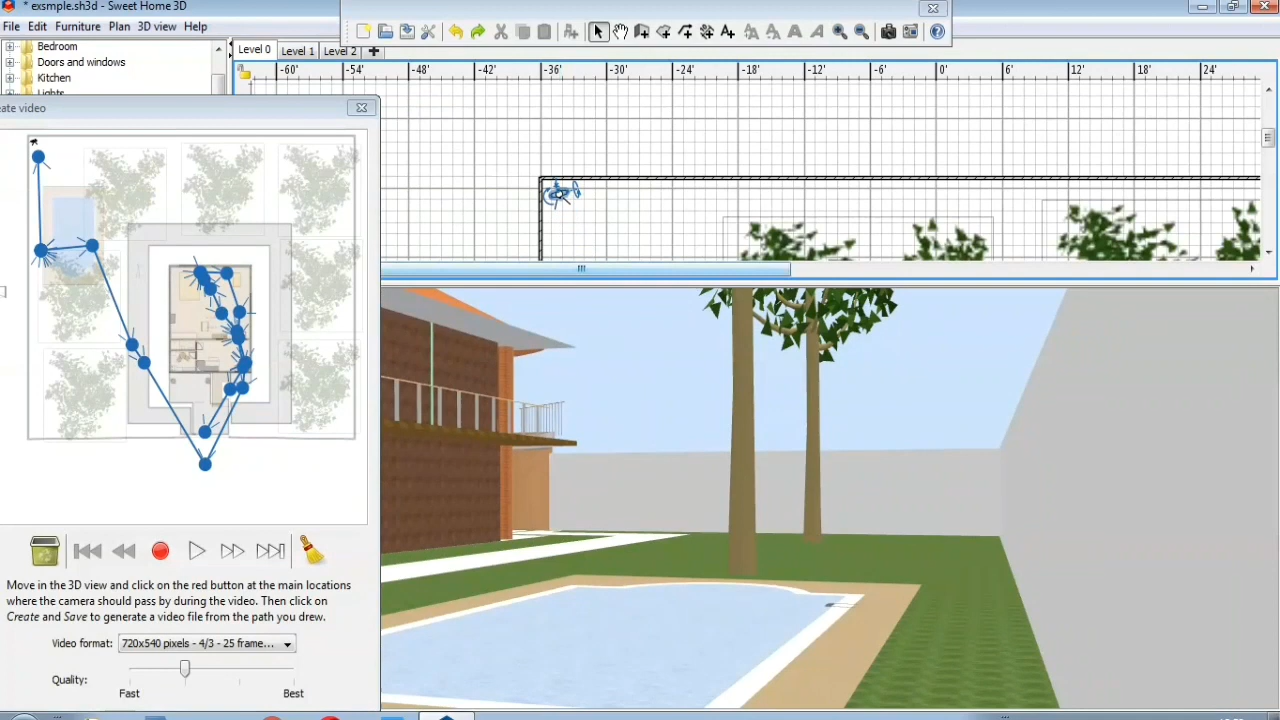 * exsmple.sh3d - Sweet Home 3D
File Edit Furniture Plan 3D view Help
Bedroom
Doors and windows
Kitchen
Lights
Level 0 Level 1 Level 2
-60' -54' -48' -42' -36' -30' -24' -18' -12' -6' 0' 6' 12' 18' 24'
eate video
Move in the 3D view and click on the red button at the main locations
where the camera should pass by during the video. Then click on
Create and Save to generate a video file from the path you drew.
Video format: 720x540 pixels - 4/3 - 25 frame...
Quality:
Fast Best